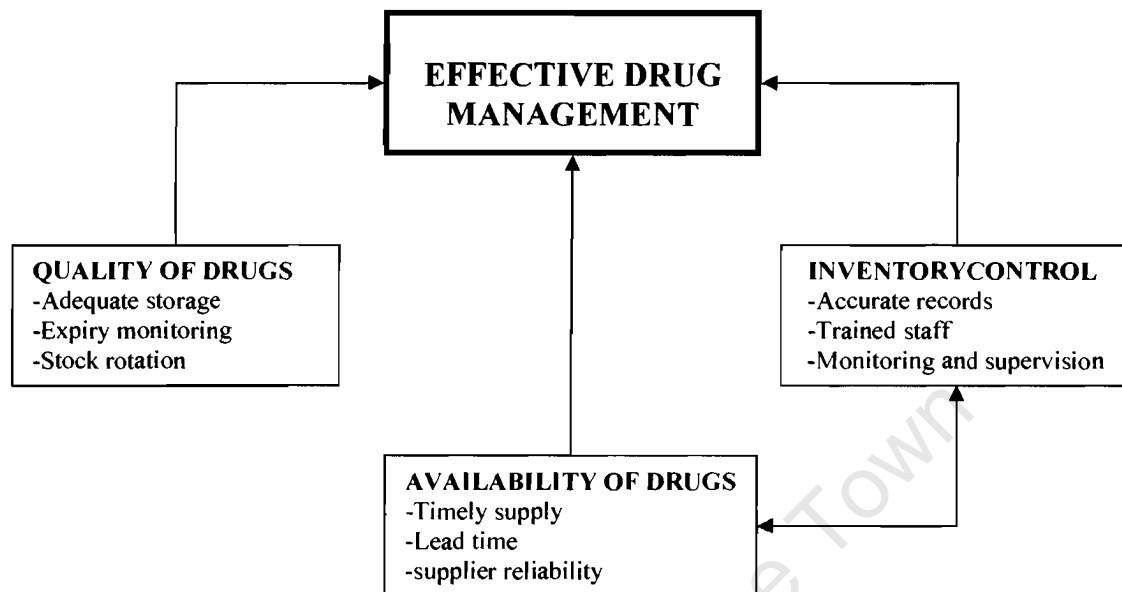 EFFECTIVE DRUG
MANAGEMENT
QUALITY OF DRUGS
-Adequate storage
-Expiry monitoring
-Stock rotation
INVENTORYCONTROL
-Accurate records
-Trained staff
-Monitoring and supervision
AVAILABILITY OF DRUGS
-Timely supply
-Lead time
-supplier reliability
Town